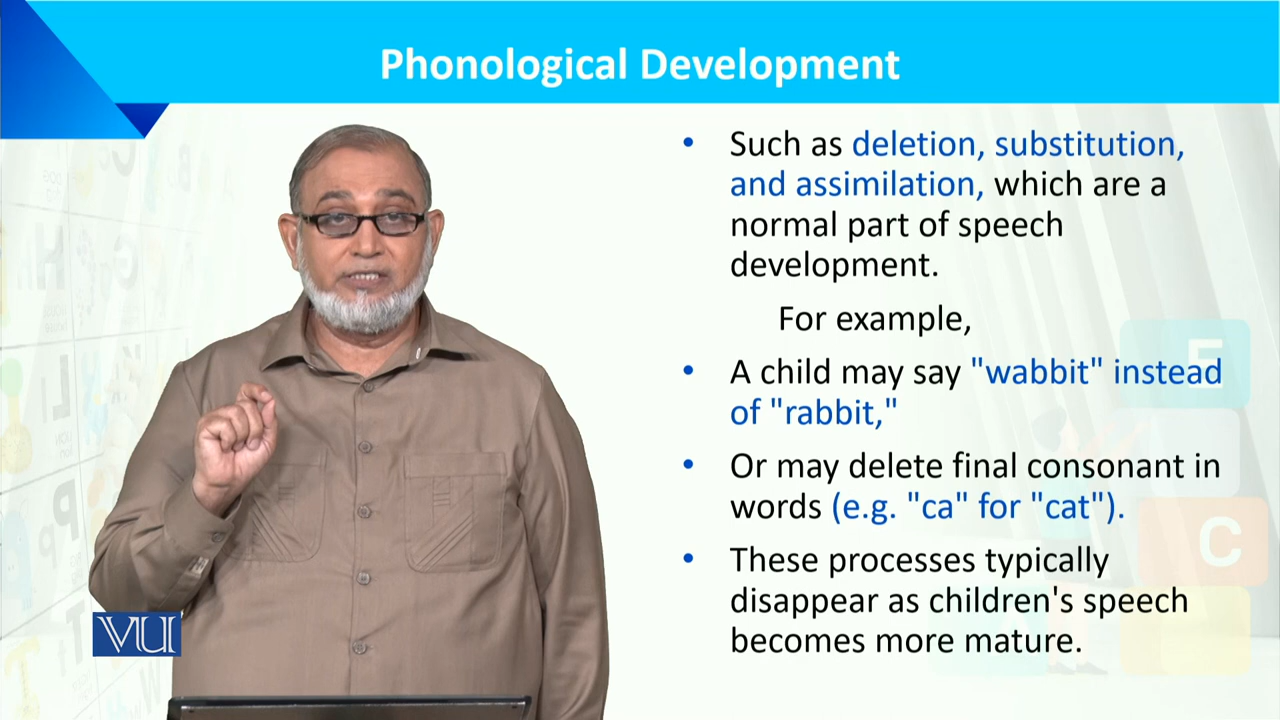 Phonological Development
• Such as deletion, substitution,
and assimilation, which are a
normal part of speech
development.
For example,
• A child may say "wabbit" instead
of "rabbit,"
• Or may delete final consonant in
words (e.g. "ca" for "cat").
• These processes typically
disappear as children's speech
becomes more mature.
VU
E
C